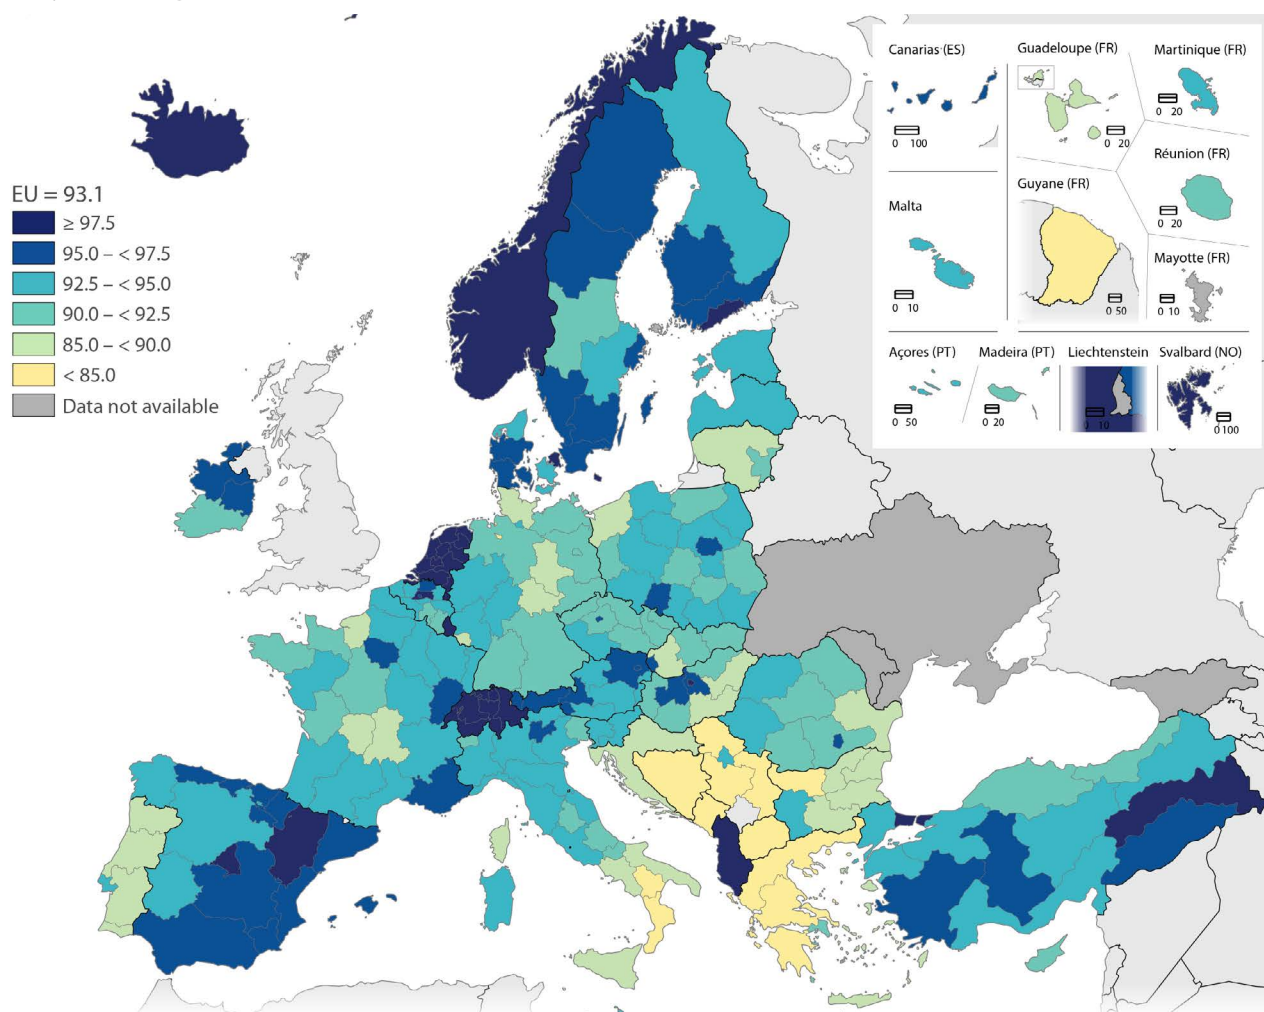 EU = 93.1
≥ 97.5
95.0 – < 97.5
92.5 – < 95.0
90.0 – < 92.5
85.0 – < 90.0
< 85.0
Data not available
Canarias (ES)
0 100
Guadeloupe (FR)
0 20
Martinique (FR)
0 20
Réunion (FR)
0 20
Malta
0 10
Guyane (FR)
0 50
Mayotte (FR)
0 10
Açores (PT)
0 50
Madeira (PT)
0 20
Liechtenstein
0 10
Svalbard (NO)
0 100